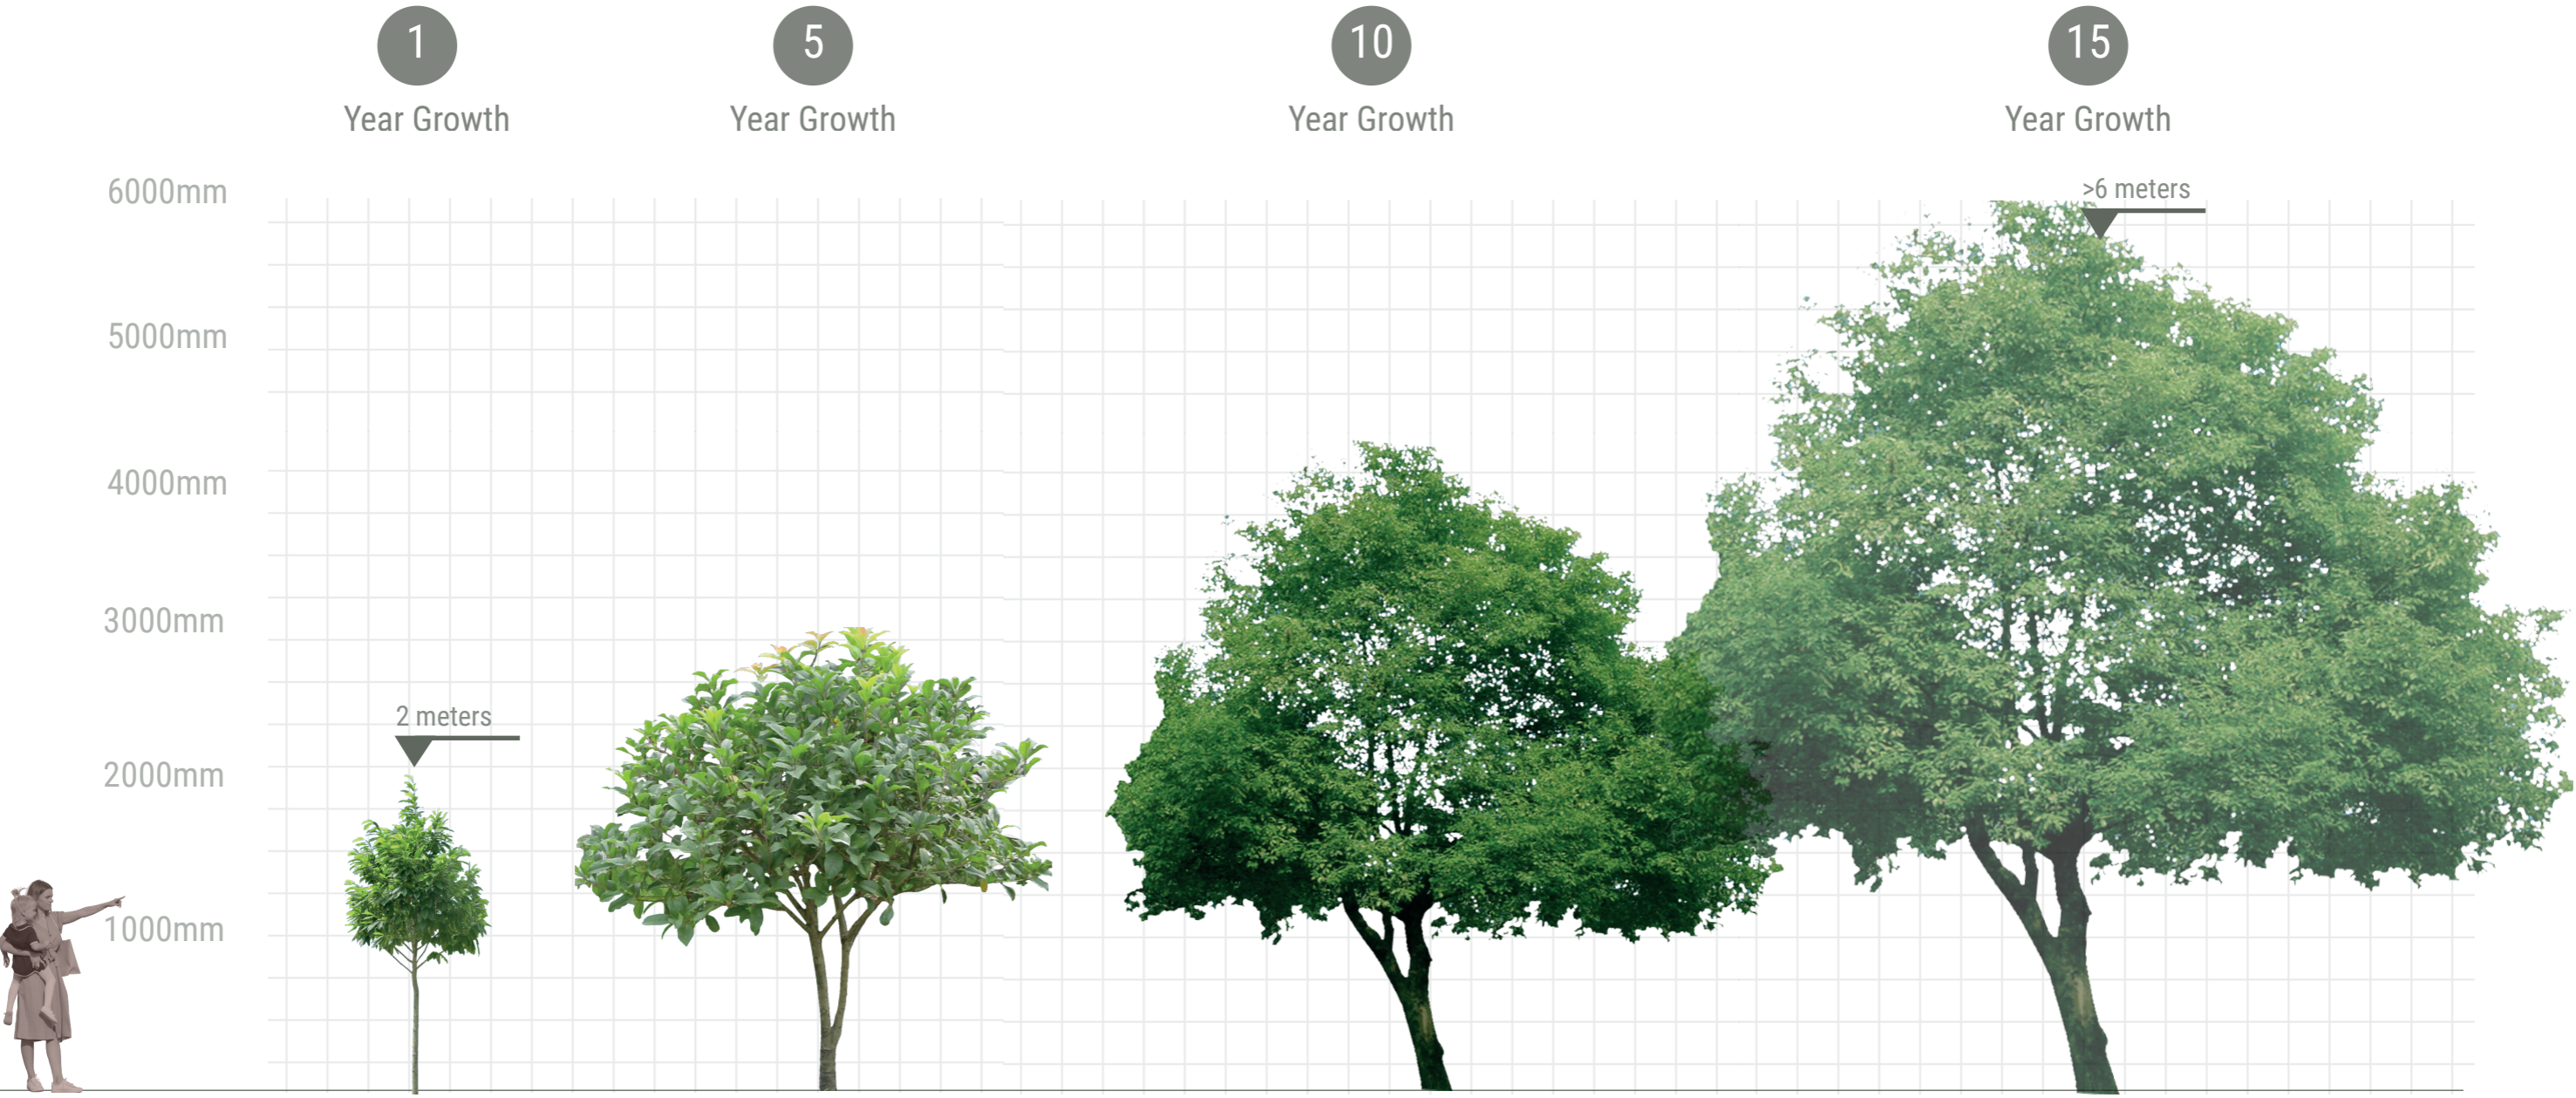 1
5
10
15
Year Growth
Year Growth
Year Growth
Year Growth
6000mm
>6 meters
5000mm
4000mm
3000mm
2 meters
2000mm
1000mm